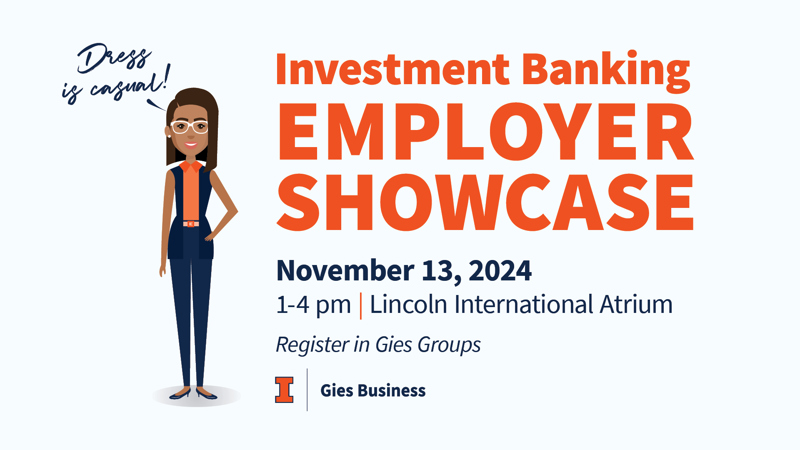 Dress
is casual!
Investment Banking
EMPLOYER
SHOWCASE
November 13, 2024
1-4 pm | Lincoln International Atrium
Register in Gies Groups
I
Gies Business